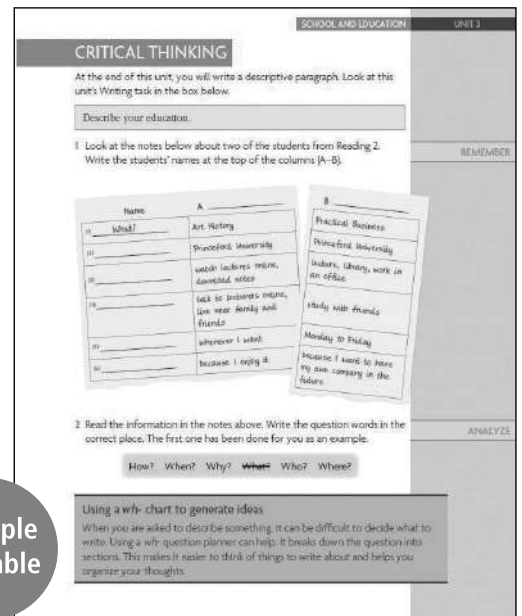 SCHOOL AND EDUCATION UNIT 3
CRITICAL THINKING
At the end of this unit, you will write a descriptive paragraph. Look at this
unit's Writing task in the box below.
Describe your education.
1 Look at the notes below about two of the students from Reading 2.
Write the students' names at the top of the columns (A–B).
REMEMBER
Name A B
(1) What? Art History Practical Business
(2) Princeford University Princeford University
(3) watch lectures online,
download notes
lecture, library, work in
an office
(4) talk to lecturers online,
live near family and
friends
study with friends
(5) whenever I want Monday to Friday
(6) because I enjoy it
because I want to have
my own company in the
future
2 Read the information in the notes above. Write the question words in the
correct place. The first one has been done for you as an example.
ANALYZE
How? When? Why? What? Who? Where?
Using a wh- chart to generate ideas
When you are asked to describe something, it can be difficult to decide what to
write. Using a wh- question planner can help. It breaks down the question into
sections. This makes it easier to think of things to write about and helps you
organize your thoughts.
ple
ble